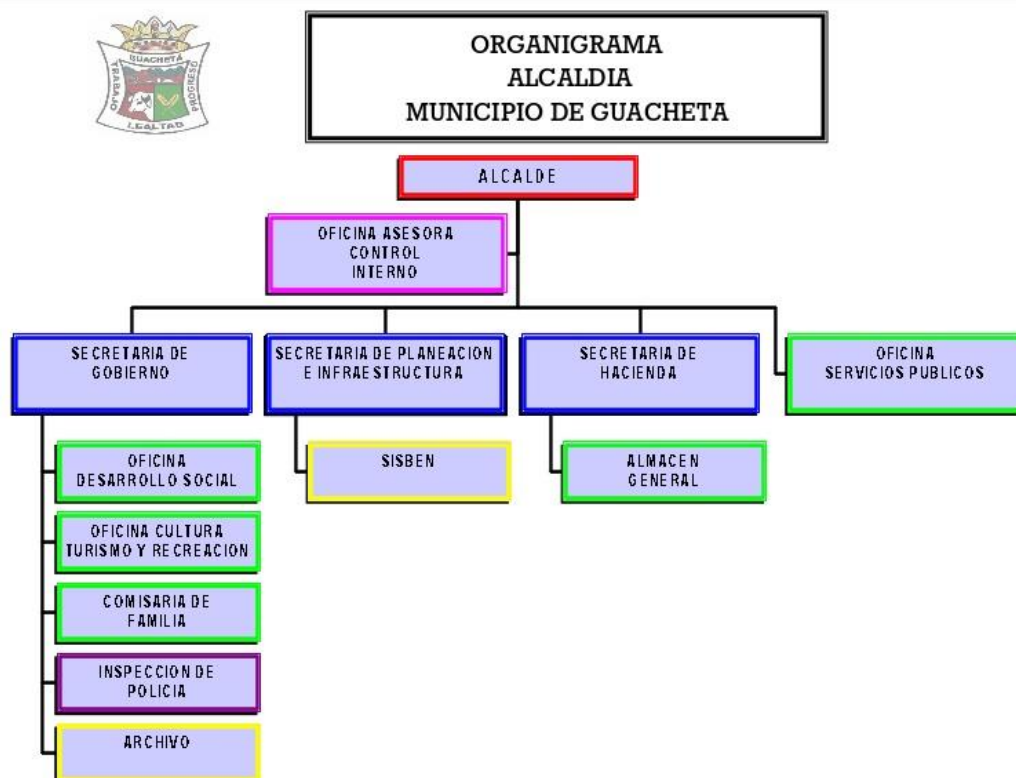 GUACHETÁ
TRABAJO
PROGRESO
LEALTAD
ORGANIGRAMA
ALCALDIA
MUNICIPIO DE GUACHETA
ALCALDE
OFICINA ASESORA
CONTROL
INTERNO
SECRETARIA DE
GOBIERNO
SECRETARIA DE PLANEACION
E INFRAESTRUCTURA
SECRETARIA DE
HACIENDA
OFICINA
SERVICIOS PUBLICOS
OFICINA
DESARROLLO SOCIAL
SISBEN
ALMACEN
GENERAL
OFICINA CULTURA
TURISMO Y RECREACION
COMISARIA DE
FAMILIA
INSPECCION DE
POLICIA
ARCHIVO